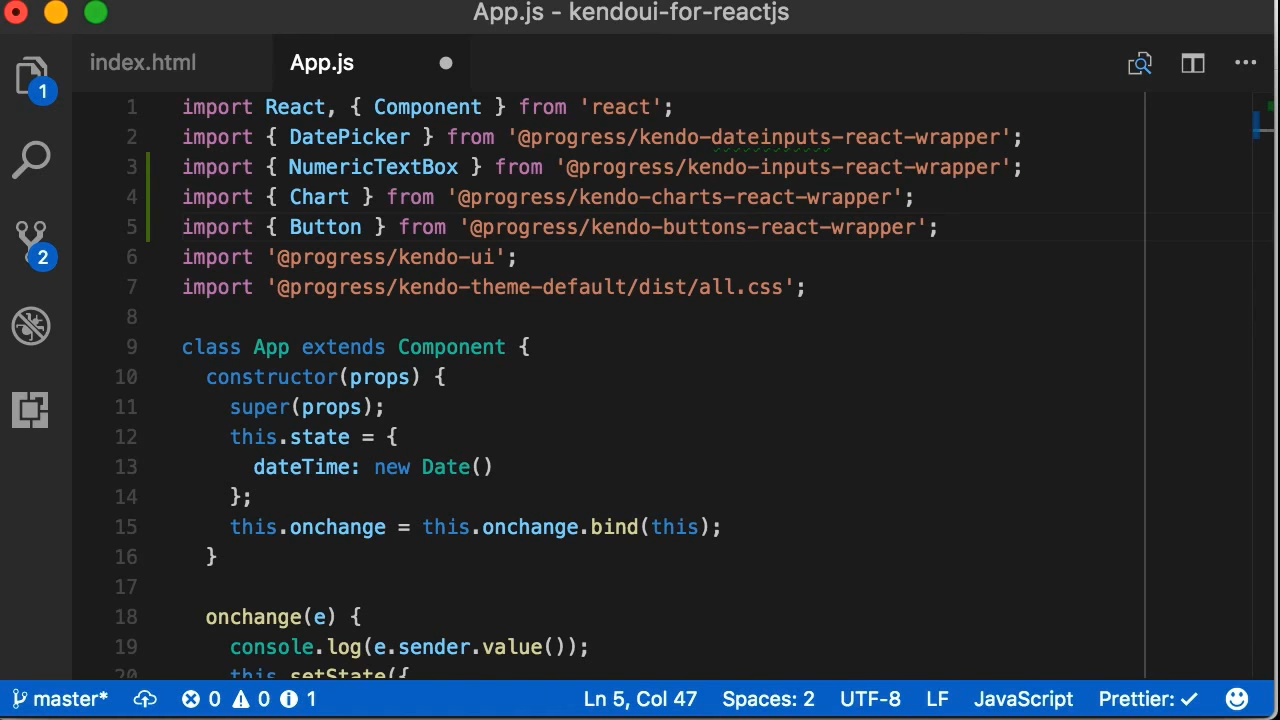 App.js - kendoui-for-reactjs
index.html
App.js
1 import React, { Component } from 'react';
2 import { DatePicker } from '@progress/kendo-dateinputs-react-wrapper';
3 import { NumericTextBox } from '@progress/kendo-inputs-react-wrapper';
4 import { Chart } from '@progress/kendo-charts-react-wrapper';
5 import { Button } from '@progress/kendo-buttons-react-wrapper';
6 import '@progress/kendo-ui';
7 import '@progress/kendo-theme-default/dist/all.css';
8
9 class App extends Component {
10 constructor(props) {
11 super(props);
12 this.state = {
13 dateTime: new Date()
14 };
15 this.onchange = this.onchange.bind(this);
16 }
17
18 onchange(e) {
19 console.log(e.sender.value());
20 this.setState({
1
2
master* 0 0 1 Ln 5, Col 47 Spaces: 2 UTF-8 LF JavaScript Prettier: ✓